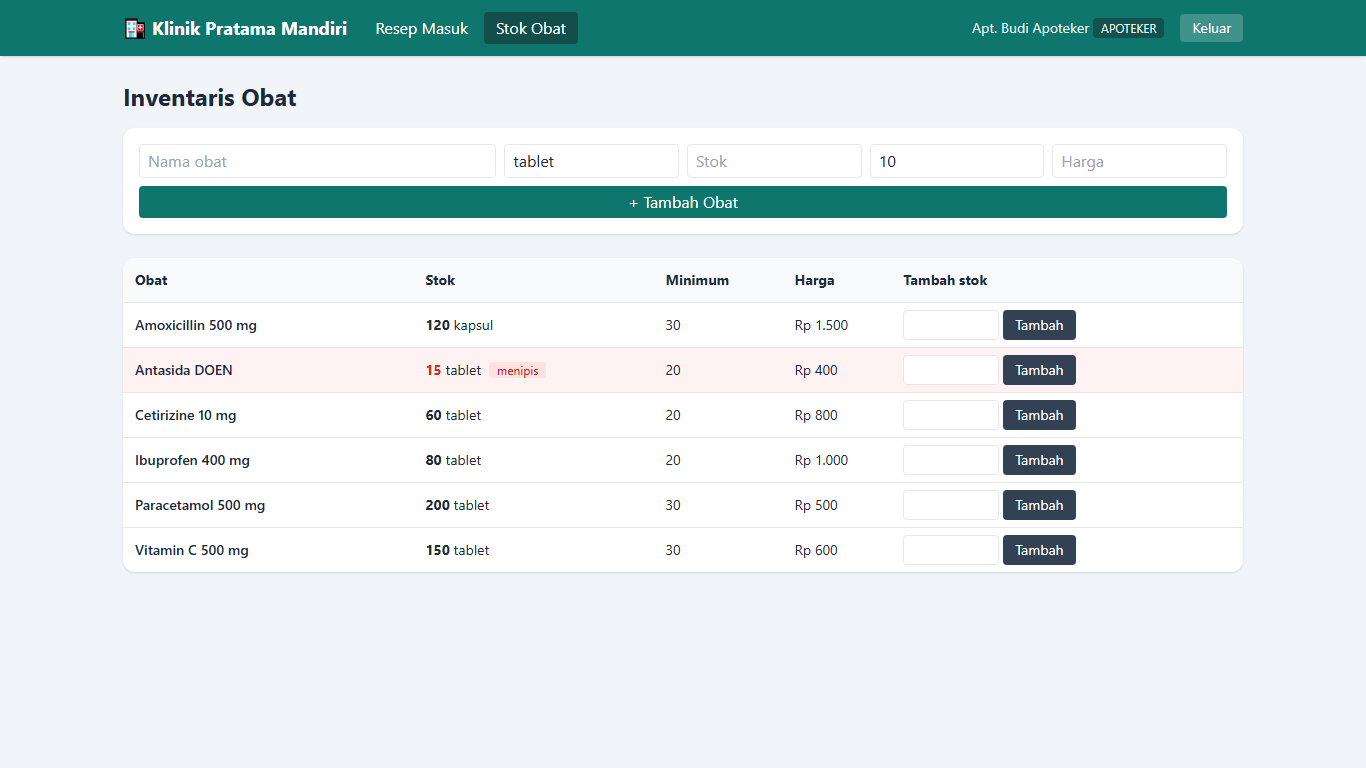 Klinik Pratama Mandiri Resep Masuk Stok Obat Apt. Budi Apoteker APOTEKER Keluar
Inventaris Obat
Nama obat tablet Stok 10 Harga
+ Tambah Obat
Obat Stok Minimum Harga Tambah stok
Amoxicillin 500 mg 120 kapsul 30 Rp 1.500 Tambah
Antasida DOEN 15 tablet menipis 20 Rp 400 Tambah
Cetirizine 10 mg 60 tablet 20 Rp 800 Tambah
Ibuprofen 400 mg 80 tablet 20 Rp 1.000 Tambah
Paracetamol 500 mg 200 tablet 30 Rp 500 Tambah
Vitamin C 500 mg 150 tablet 30 Rp 600 Tambah